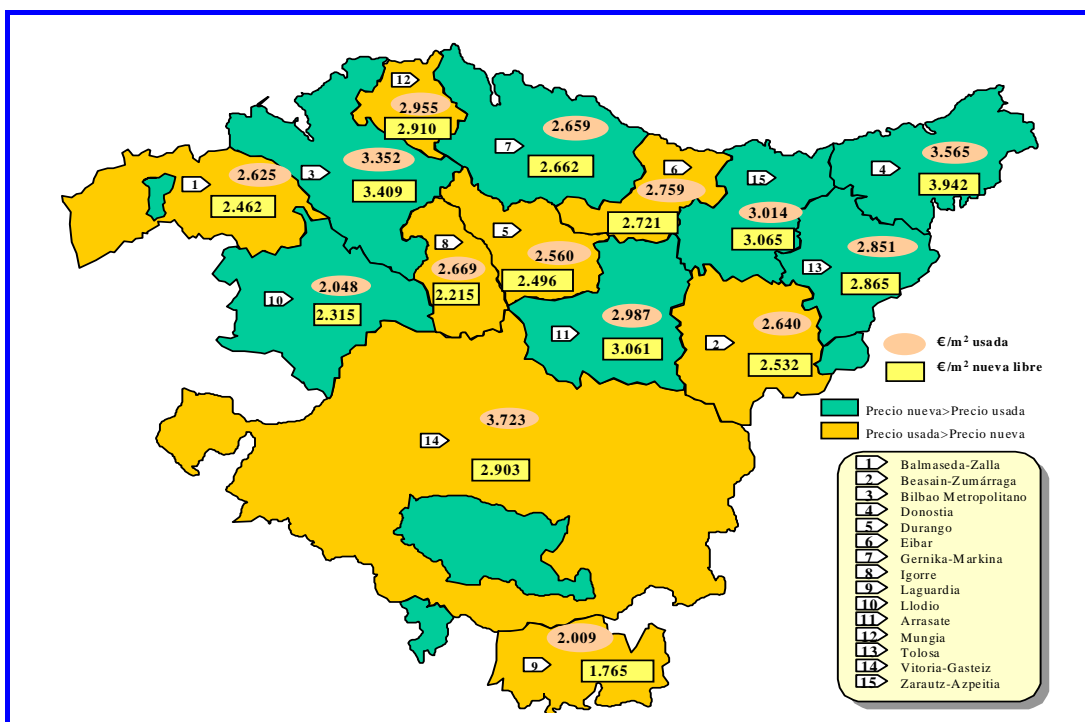 12
2.955
2.910
7
2.659
2.662
3
3.352
3.409
1
2.625
2.462
6
2.759
2.721
15
3.014
3.065
4
3.565
3.942
13
2.851
2.865
8
2.669
2.215
5
2.560
2.496
10
2.048
2.315
11
2.987
3.061
2
2.640
2.532
14
3.723
2.903
9
2.009
1.765
€/m² usada
€/m² nueva libre
Precio nueva>Precio usada
Precio usada>Precio nueva
1 Balmaseda-Zalla
2 Beasain-Zumárraga
3 Bilbao Metropolitano
4 Donostia
5 Durango
6 Eibar
7 Gernika-Markina
8 Igorre
9 Laguardia
10 Llodio
11 Arrasate
12 Mungia
13 Tolosa
14 Vitoria-Gasteiz
15 Zarautz-Azpeitia